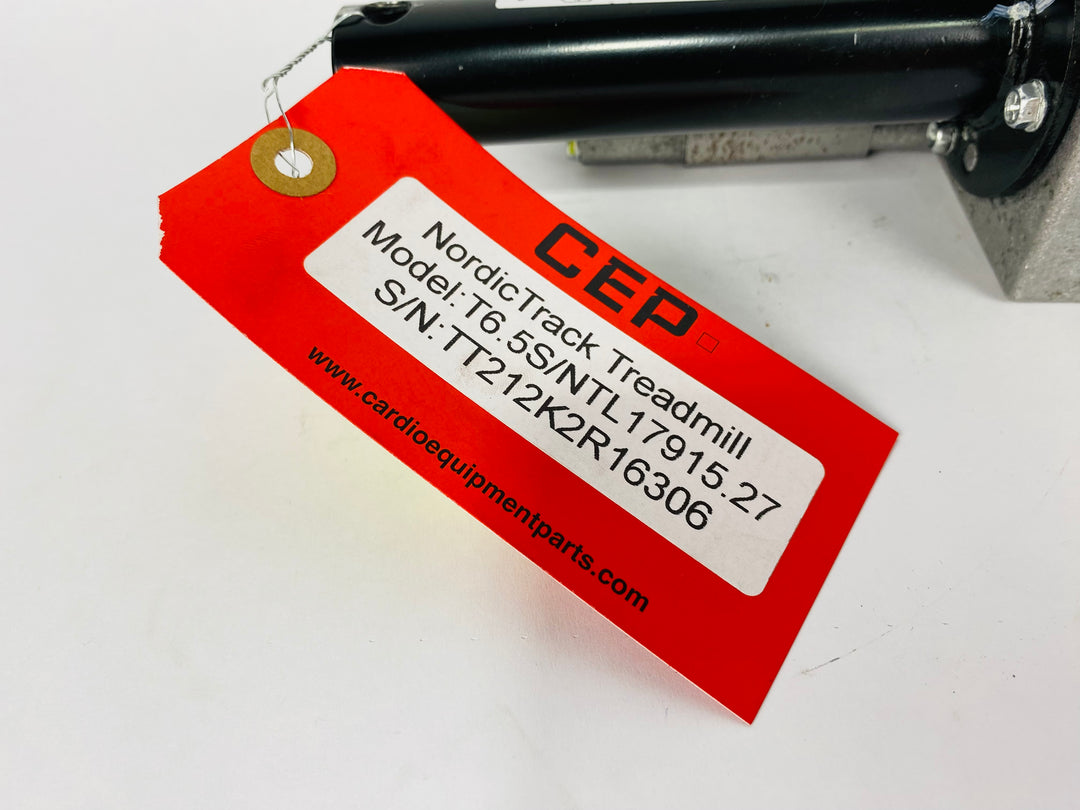 CEP
NordicTrack Treadmill
Model:T6.5S/NTL17915.27
S/N:TT212K2R16306
www.cardioequipmentparts.com